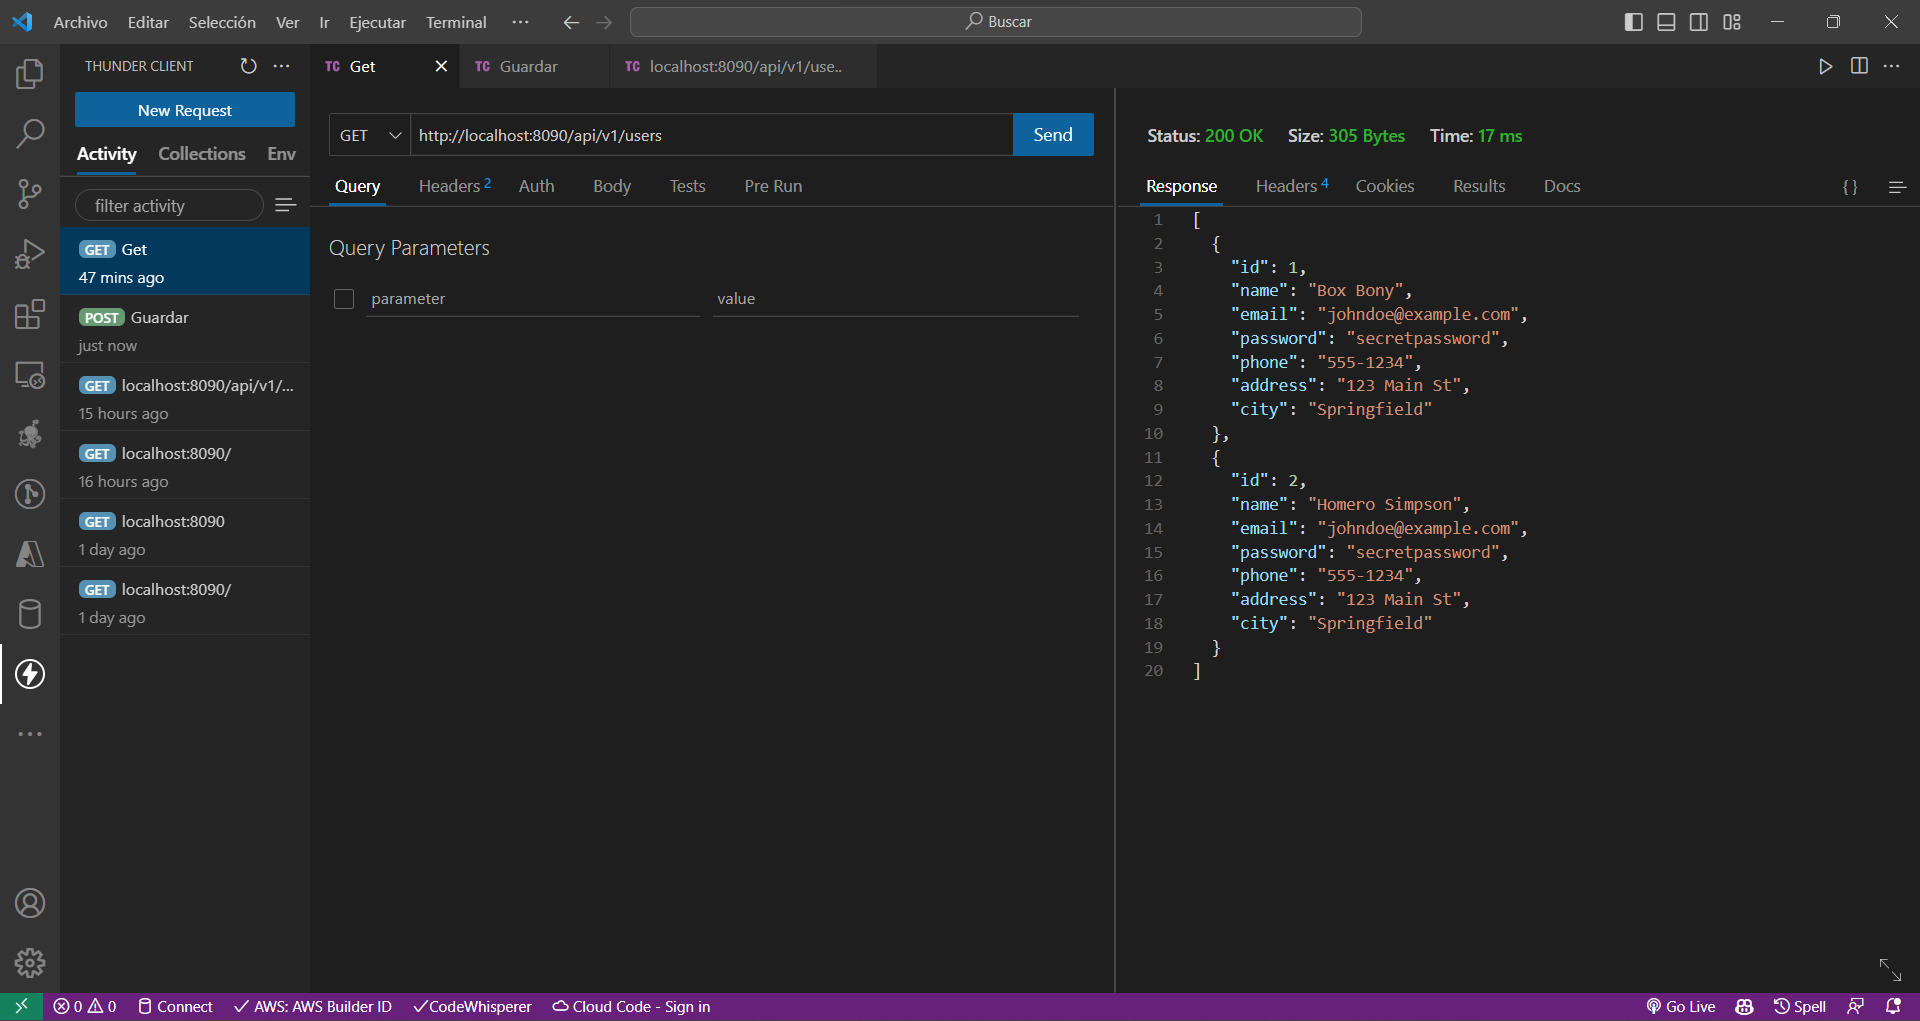 Archivo Editar Selección Ver Ir Ejecutar Terminal ··· Buscar
THUNDER CLIENT ···
New Request
Activity Collections Env
filter activity
GET Get
47 mins ago
POST Guardar
just now
GET localhost:8090/api/v1/...
15 hours ago
GET localhost:8090/
16 hours ago
GET localhost:8090
1 day ago
GET localhost:8090/
1 day ago
TC Get
TC Guardar
TC localhost:8090/api/v1/use..
GET http://localhost:8090/api/v1/users Send
Query Headers 2 Auth Body Tests Pre Run
Query Parameters
parameter value
Status: 200 OK Size: 305 Bytes Time: 17 ms
Response Headers 4 Cookies Results Docs {}
1 [
2 {
3 "id": 1,
4 "name": "Box Bony",
5 "email": "johndoe@example.com",
6 "password": "secretpassword",
7 "phone": "555-1234",
8 "address": "123 Main St",
9 "city": "Springfield"
10 },
11 {
12 "id": 2,
13 "name": "Homero Simpson",
14 "email": "johndoe@example.com",
15 "password": "secretpassword",
16 "phone": "555-1234",
17 "address": "123 Main St",
18 "city": "Springfield"
19 }
20 ]
0 0 Connect AWS: AWS Builder ID CodeWhisperer Cloud Code - Sign in Go Live Spell